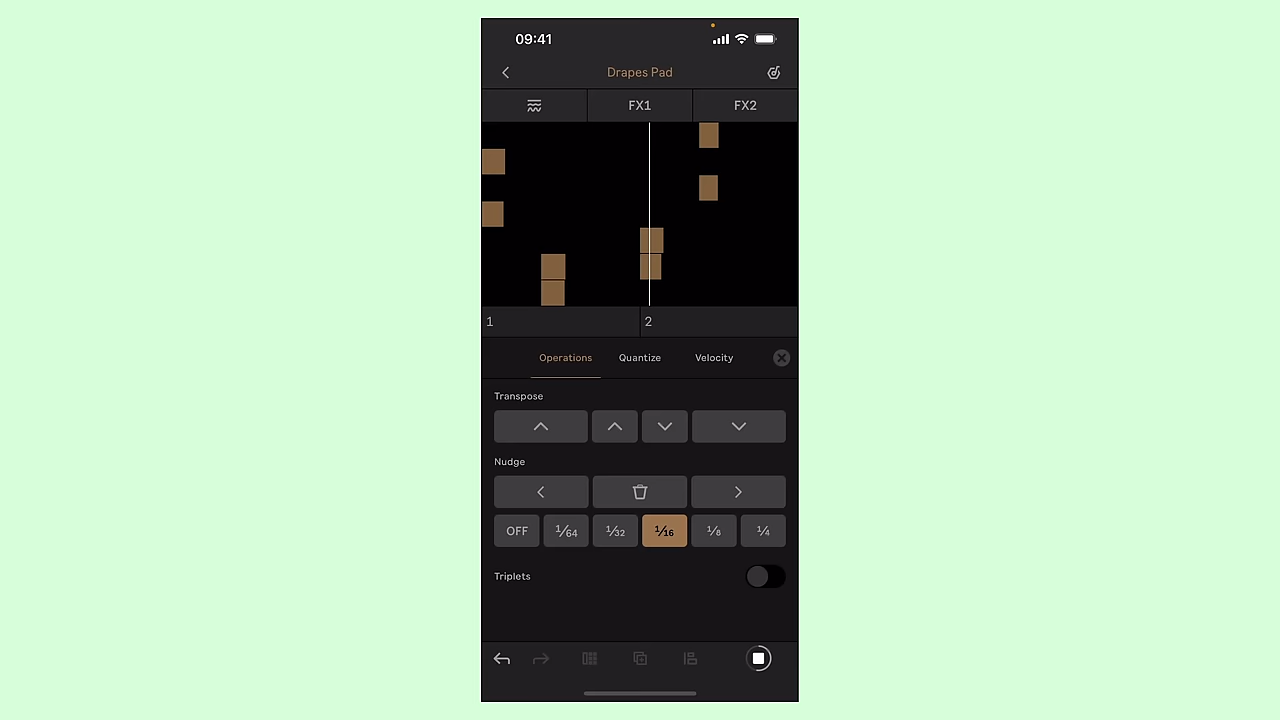 09:41
Drapes Pad
FX1 FX2
1 2
Operations Quantize Velocity
Transpose
Nudge
OFF 1/64 1/32 1/16 1/8 1/4
Triplets